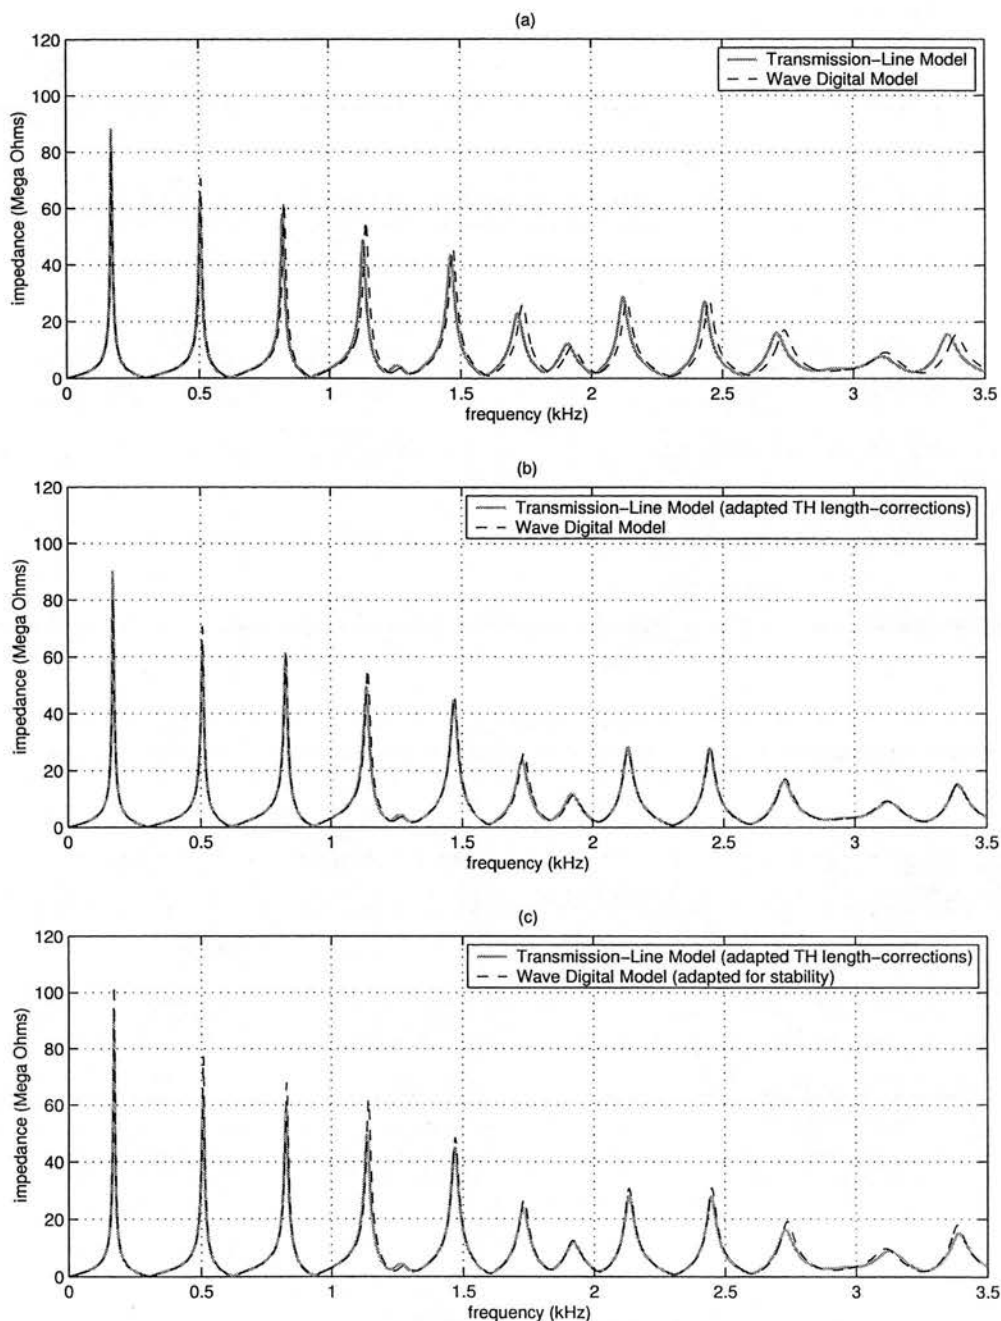 (a)
120
100
80
60
40
20
0
impedance (Mega Ohms)
Transmission-Line Model
Wave Digital Model
0 0.5 1 1.5 2 2.5 3 3.5
frequency (kHz)
(b)
120
100
80
60
40
20
0
impedance (Mega Ohms)
Transmission-Line Model (adapted TH length-corrections)
Wave Digital Model
0 0.5 1 1.5 2 2.5 3 3.5
frequency (kHz)
(c)
120
100
80
60
40
20
0
impedance (Mega Ohms)
Transmission-Line Model (adapted TH length-corrections)
Wave Digital Model (adapted for stability)
0 0.5 1 1.5 2 2.5 3 3.5
frequency (kHz)